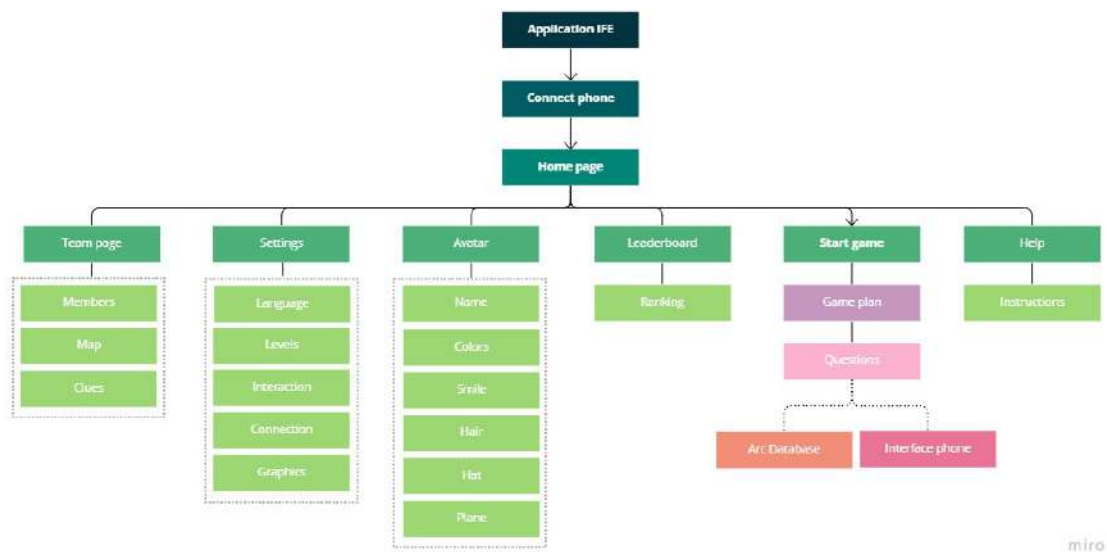 Application IFE
Connect phone
Home page
Team page
Settings
Avatar
Leaderboard
Start game
Help
Members
Map
Clues
Language
Levels
Interaction
Connection
Graphics
Name
Colors
Smile
Hair
Hat
Plane
Ranking
Game plan
Questions
Arc Database
Interface phone
Instructions
miro